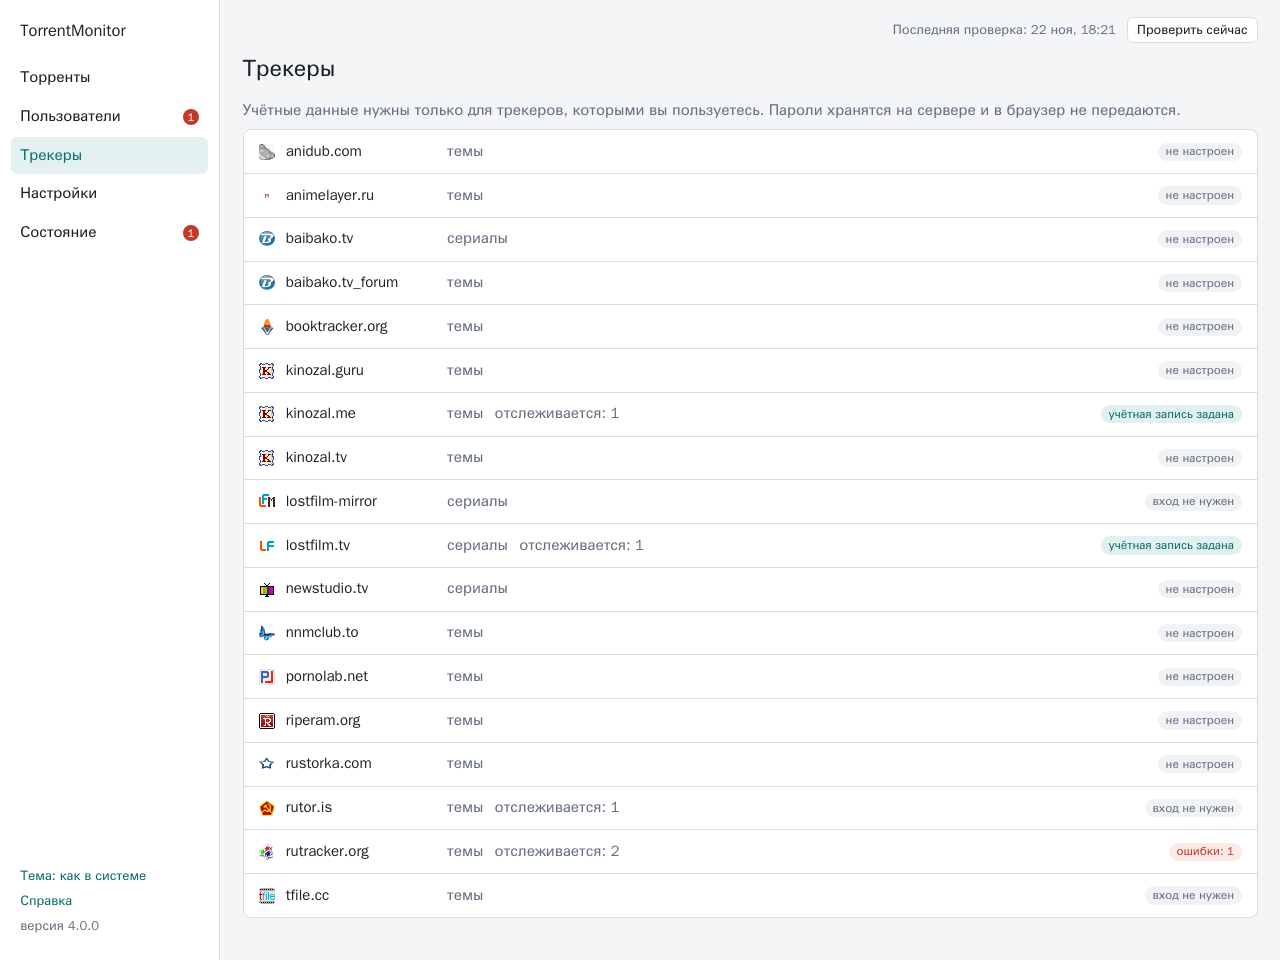 TorrentMonitor
Торренты
Пользователи 1
Трекеры
Настройки
Состояние 1
Тема: как в системе
Справка
версия 4.0.0
Последняя проверка: 22 ноя, 18:21 Проверить сейчас
Трекеры
Учётные данные нужны только для трекеров, которыми вы пользуетесь. Пароли хранятся на сервере и в браузер не передаются.
anidub.com темы не настроен
animelayer.ru темы не настроен
baibako.tv сериалы не настроен
baibako.tv_forum темы не настроен
booktracker.org темы не настроен
kinozal.guru темы не настроен
kinozal.me темы отслеживается: 1 учётная запись задана
kinozal.tv темы не настроен
lostfilm-mirror сериалы вход не нужен
lostfilm.tv сериалы отслеживается: 1 учётная запись задана
newstudio.tv сериалы не настроен
nnmclub.to темы не настроен
pornolab.net темы не настроен
riperam.org темы не настроен
rustorka.com темы не настроен
rutor.is темы отслеживается: 1 вход не нужен
rutracker.org темы отслеживается: 2 ошибки: 1
tfile.cc темы вход не нужен